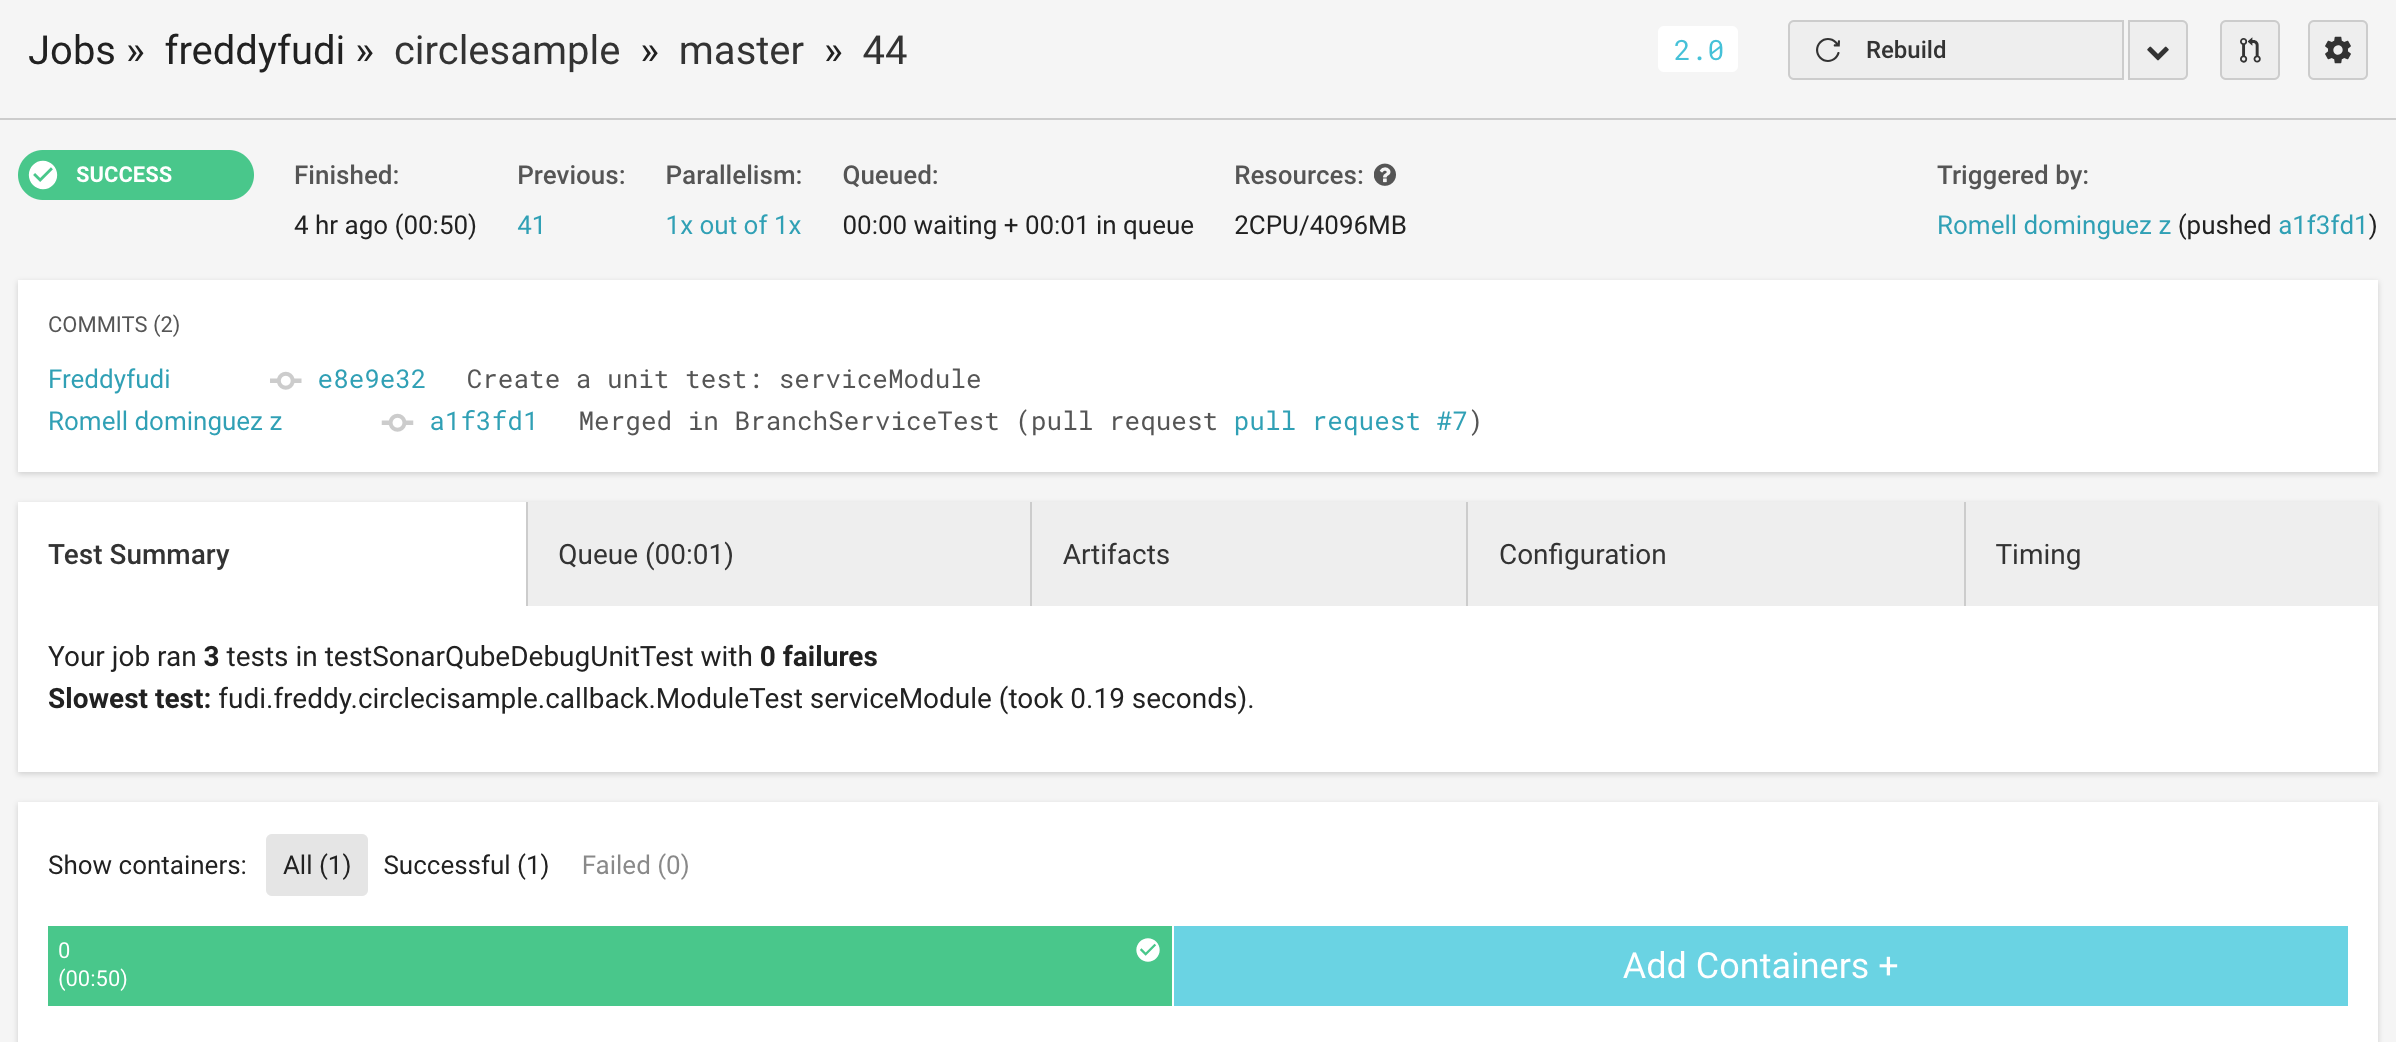 Jobs » freddyfudi » circlesample » master » 44
2.0
Rebuild
SUCCESS
Finished:
4 hr ago (00:50)
Previous:
41
Parallelism:
1x out of 1x
Queued:
00:00 waiting + 00:01 in queue
Resources:
2CPU/4096MB
Triggered by:
Romell dominguez z (pushed a1f3fd1)
COMMITS (2)
Freddyfudi e8e9e32 Create a unit test: serviceModule
Romell dominguez z a1f3fd1 Merged in BranchServiceTest (pull request pull request #7)
Test Summary
Queue (00:01)
Artifacts
Configuration
Timing
Your job ran 3 tests in testSonarQubeDebugUnitTest with 0 failures
Slowest test: fudi.freddy.circlecisample.callback.ModuleTest serviceModule (took 0.19 seconds).
Show containers: All (1) Successful (1) Failed (0)
0
(00:50)
Add Containers +